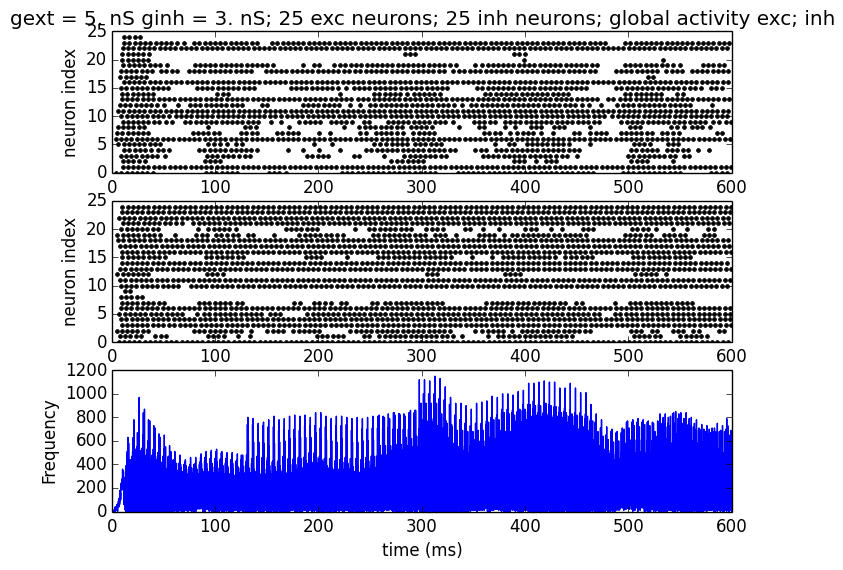 gext = 5. nS ginh = 3. nS; 25 exc neurons; 25 inh neurons; global activity exc; inh
25
20
15
10
5
0
neuron index
0 100 200 300 400 500 600
25
20
15
10
5
0
neuron index
0 100 200 300 400 500 600
1200
1000
800
600
400
200
0
Frequency
0 100 200 300 400 500 600
time (ms)